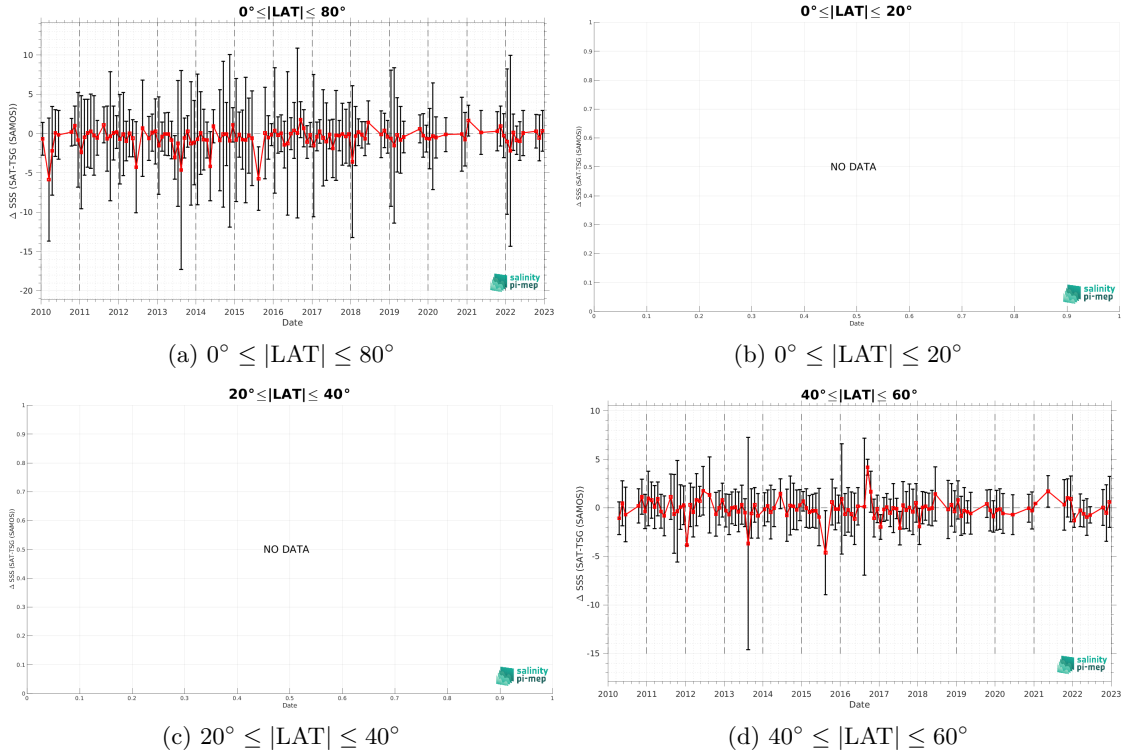 0°≤|LAT|≤ 80°
10
5
0
-5
-10
-15
-20
Δ SSS (SAT-TSG (SAMOS))
2010 2011 2012 2013 2014 2015 2016 2017 2018 2019 2020 2021 2022 2023
Date
salinity
pi-mep
(a) 0° ≤ |LAT| ≤ 80°
0°≤|LAT|≤ 20°
1
0.9
0.8
0.7
0.6
0.5
0.4
0.3
0.2
0.1
0
Δ SSS (SAT-TSG (SAMOS))
NO DATA
0 0.1 0.2 0.3 0.4 0.5 0.6 0.7 0.8 0.9 1
Date
salinity
pi-mep
(b) 0° ≤ |LAT| ≤ 20°
20°≤|LAT|≤ 40°
1
0.9
0.8
0.7
0.6
0.5
0.4
0.3
0.2
0.1
0
Δ SSS (SAT-TSG (SAMOS))
NO DATA
0 0.1 0.2 0.3 0.4 0.5 0.6 0.7 0.8 0.9 1
Date
salinity
pi-mep
(c) 20° ≤ |LAT| ≤ 40°
40°≤|LAT|≤ 60°
10
5
0
-5
-10
-15
Δ SSS (SAT-TSG (SAMOS))
2010 2011 2012 2013 2014 2015 2016 2017 2018 2019 2020 2021 2022 2023
Date
salinity
pi-mep
(d) 40° ≤ |LAT| ≤ 60°